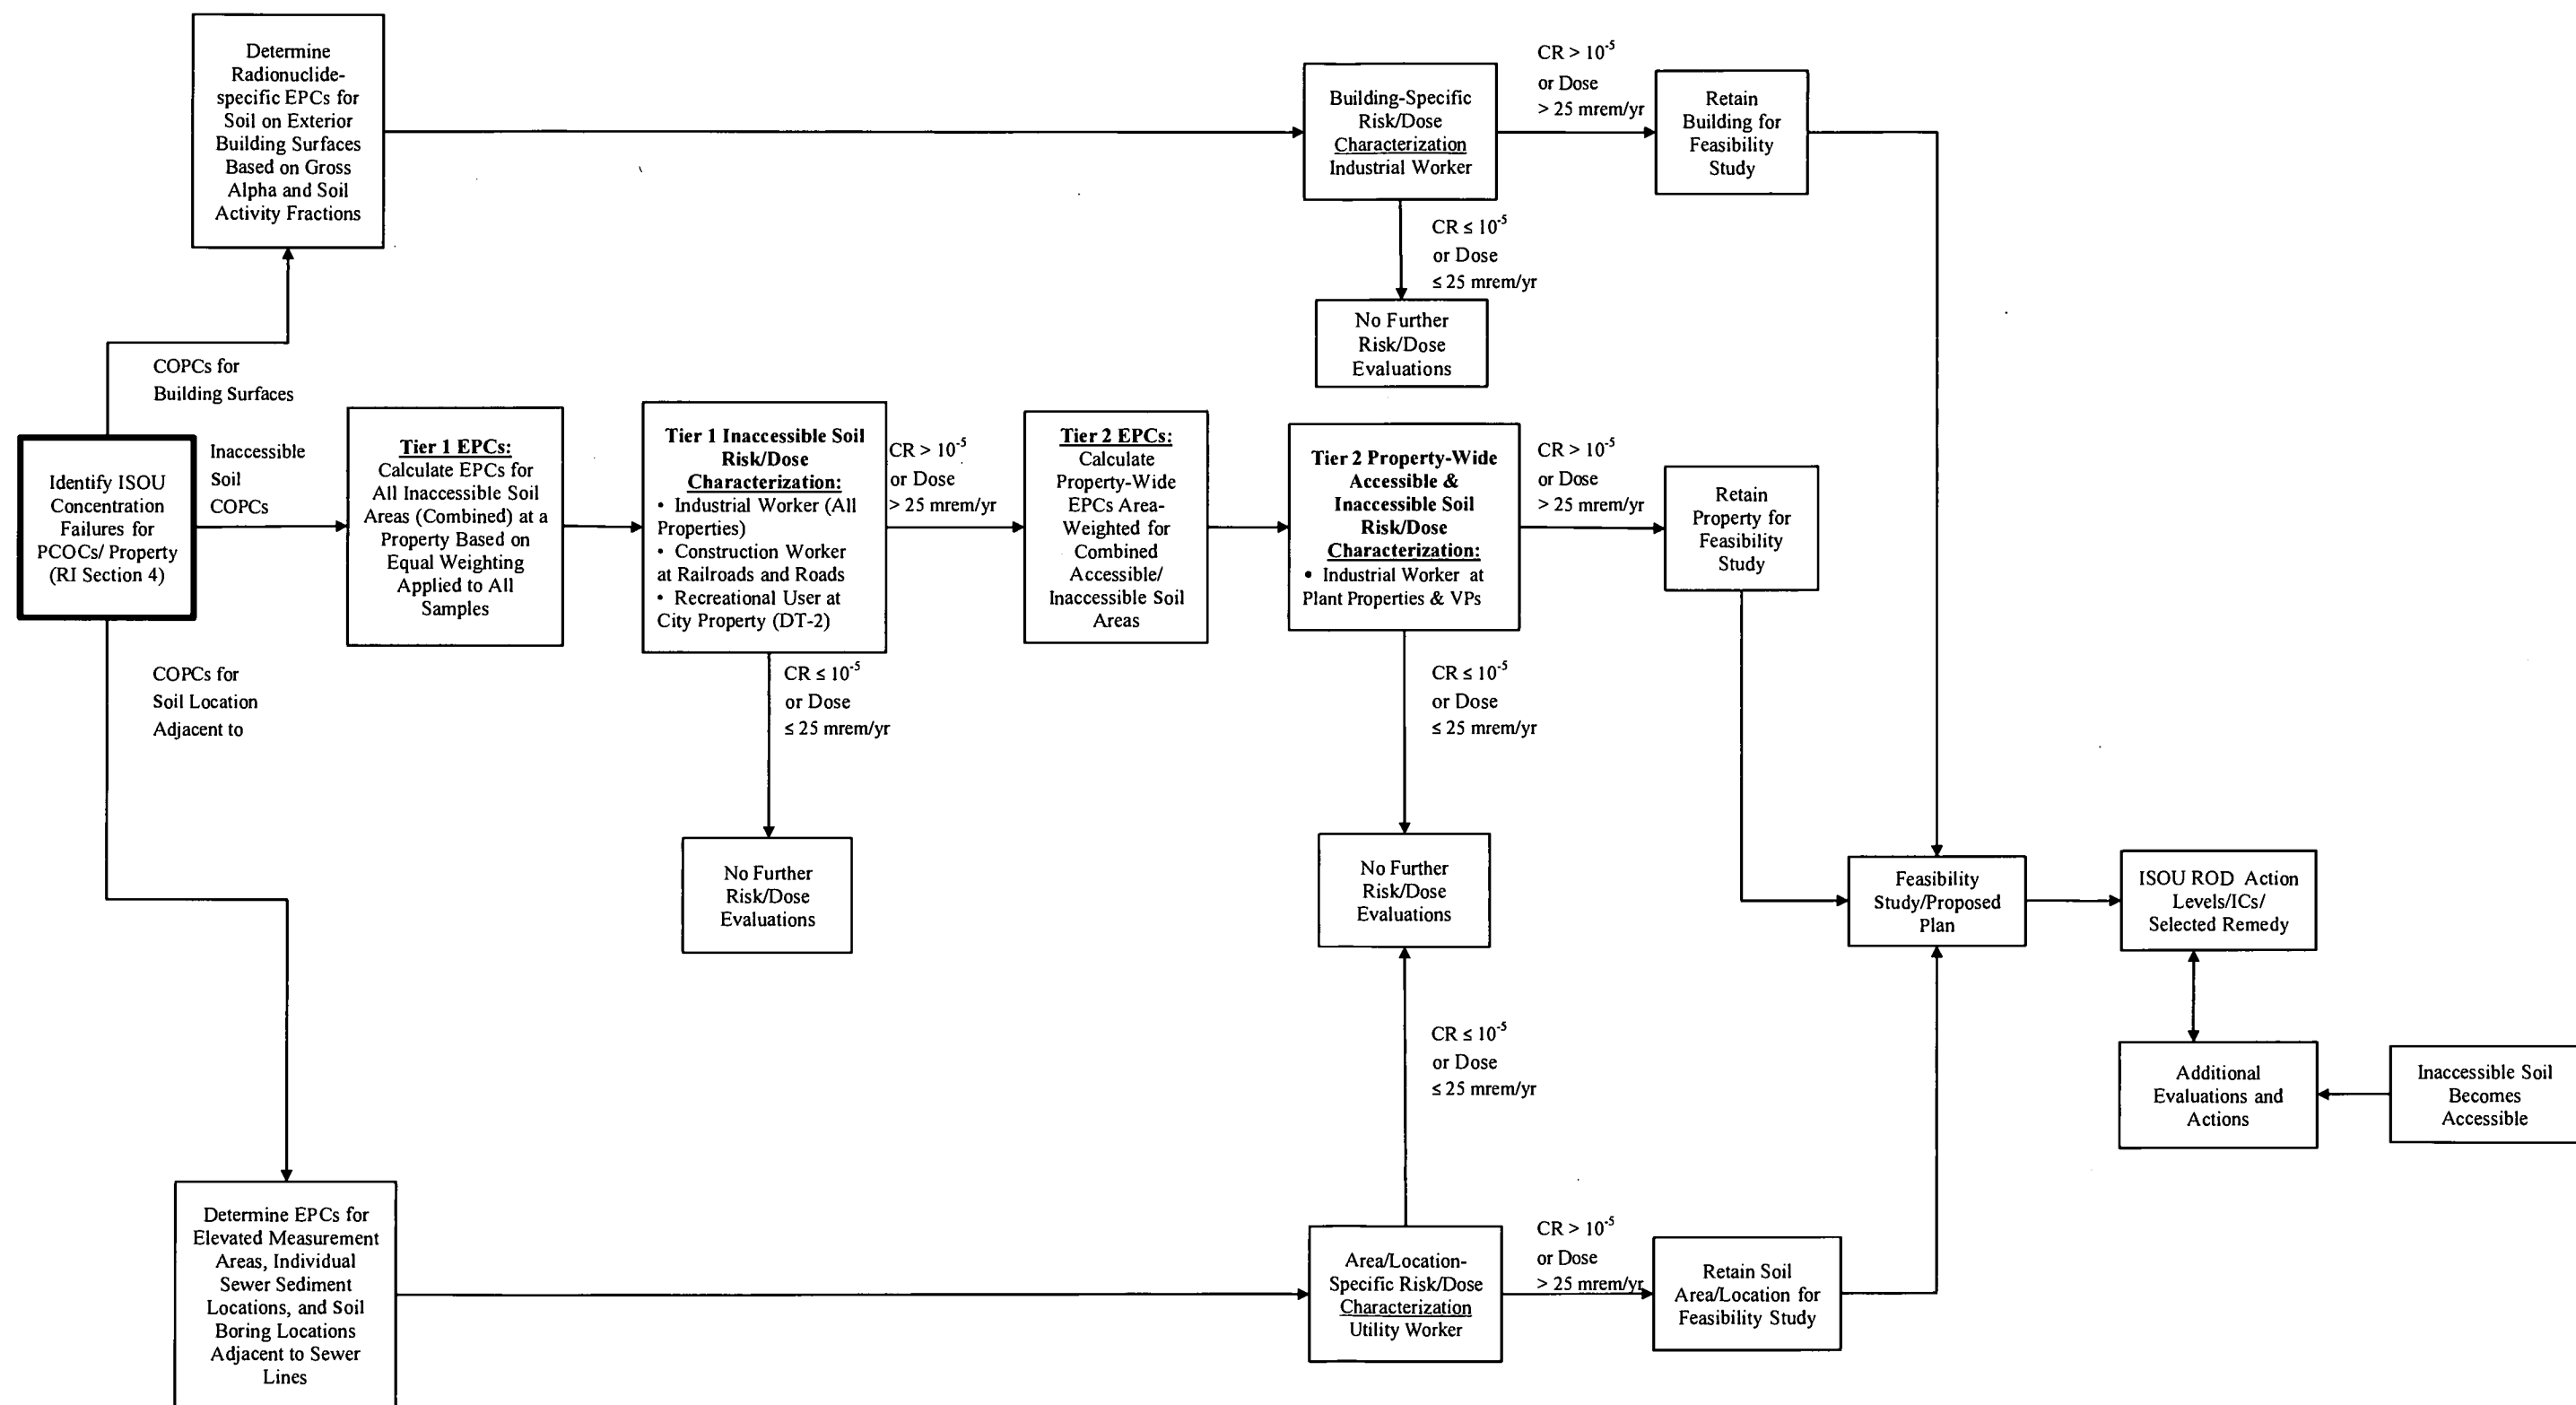 Determine
Radionuclide-
specific EPCs for
Soil on Exterior
Building Surfaces
Based on Gross
Alpha and Soil
Activity Fractions
Building-Specific
Risk/Dose
Characterization
Industrial Worker
CR > 10⁻⁵
or Dose
> 25 mrem/yr
Retain
Building for
Feasibility
Study
CR ≤ 10⁻⁵
or Dose
≤ 25 mrem/yr
No Further
Risk/Dose
Evaluations
COPCs for
Building Surfaces
Identify ISOU
Concentration
Failures for
PCOCs/ Property
(RI Section 4)
Inaccessible
Soil
COPCs
Tier 1 EPCs:
Calculate EPCs for
All Inaccessible Soil
Areas (Combined) at a
Property Based on
Equal Weighting
Applied to All
Samples
Tier 1 Inaccessible Soil
Risk/Dose
Characterization:
• Industrial Worker (All
Properties)
• Construction Worker
at Railroads and Roads
• Recreational User at
City Property (DT-2)
CR > 10⁻⁵
or Dose
> 25 mrem/yr
Tier 2 EPCs:
Calculate
Property-Wide
EPCs Area-
Weighted for
Combined
Accessible/
Inaccessible Soil
Areas
Tier 2 Property-Wide
Accessible &
Inaccessible Soil
Risk/Dose
Characterization:
• Industrial Worker at
Plant Properties & VPs
CR > 10⁻⁵
or Dose
> 25 mrem/yr
Retain
Property for
Feasibility
Study
COPCs for
Soil Location
Adjacent to
CR ≤ 10⁻⁵
or Dose
≤ 25 mrem/yr
CR ≤ 10⁻⁵
or Dose
≤ 25 mrem/yr
No Further
Risk/Dose
Evaluations
No Further
Risk/Dose
Evaluations
Feasibility
Study/Proposed
Plan
ISOU ROD Action
Levels/ICs/
Selected Remedy
CR ≤ 10⁻⁵
or Dose
≤ 25 mrem/yr
Additional
Evaluations and
Actions
Inaccessible Soil
Becomes
Accessible
Determine EPCs for
Elevated Measurement
Areas, Individual
Sewer Sediment
Locations, and Soil
Boring Locations
Adjacent to Sewer
Lines
Area/Location-
Specific Risk/Dose
Characterization
Utility Worker
CR > 10⁻⁵
or Dose
> 25 mrem/yr
Retain Soil
Area/Location for
Feasibility Study